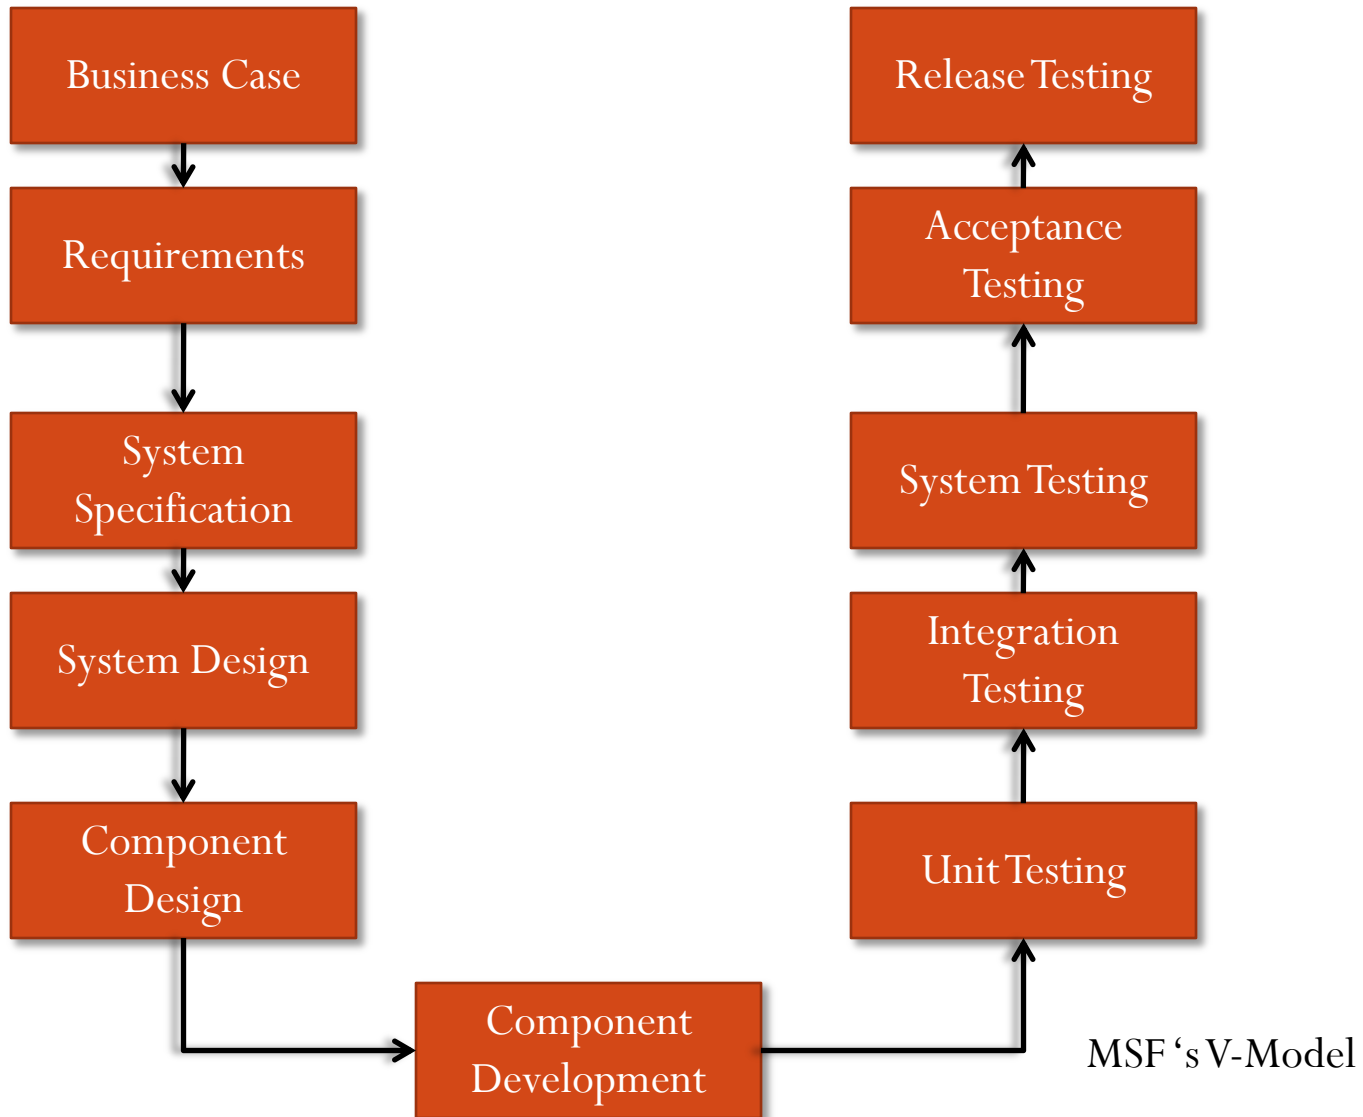 Business Case
Requirements
System
Specification
System Design
Component
Design
Component
Development
Release Testing
Acceptance
Testing
System Testing
Integration
Testing
Unit Testing
MSF ‘s V-Model